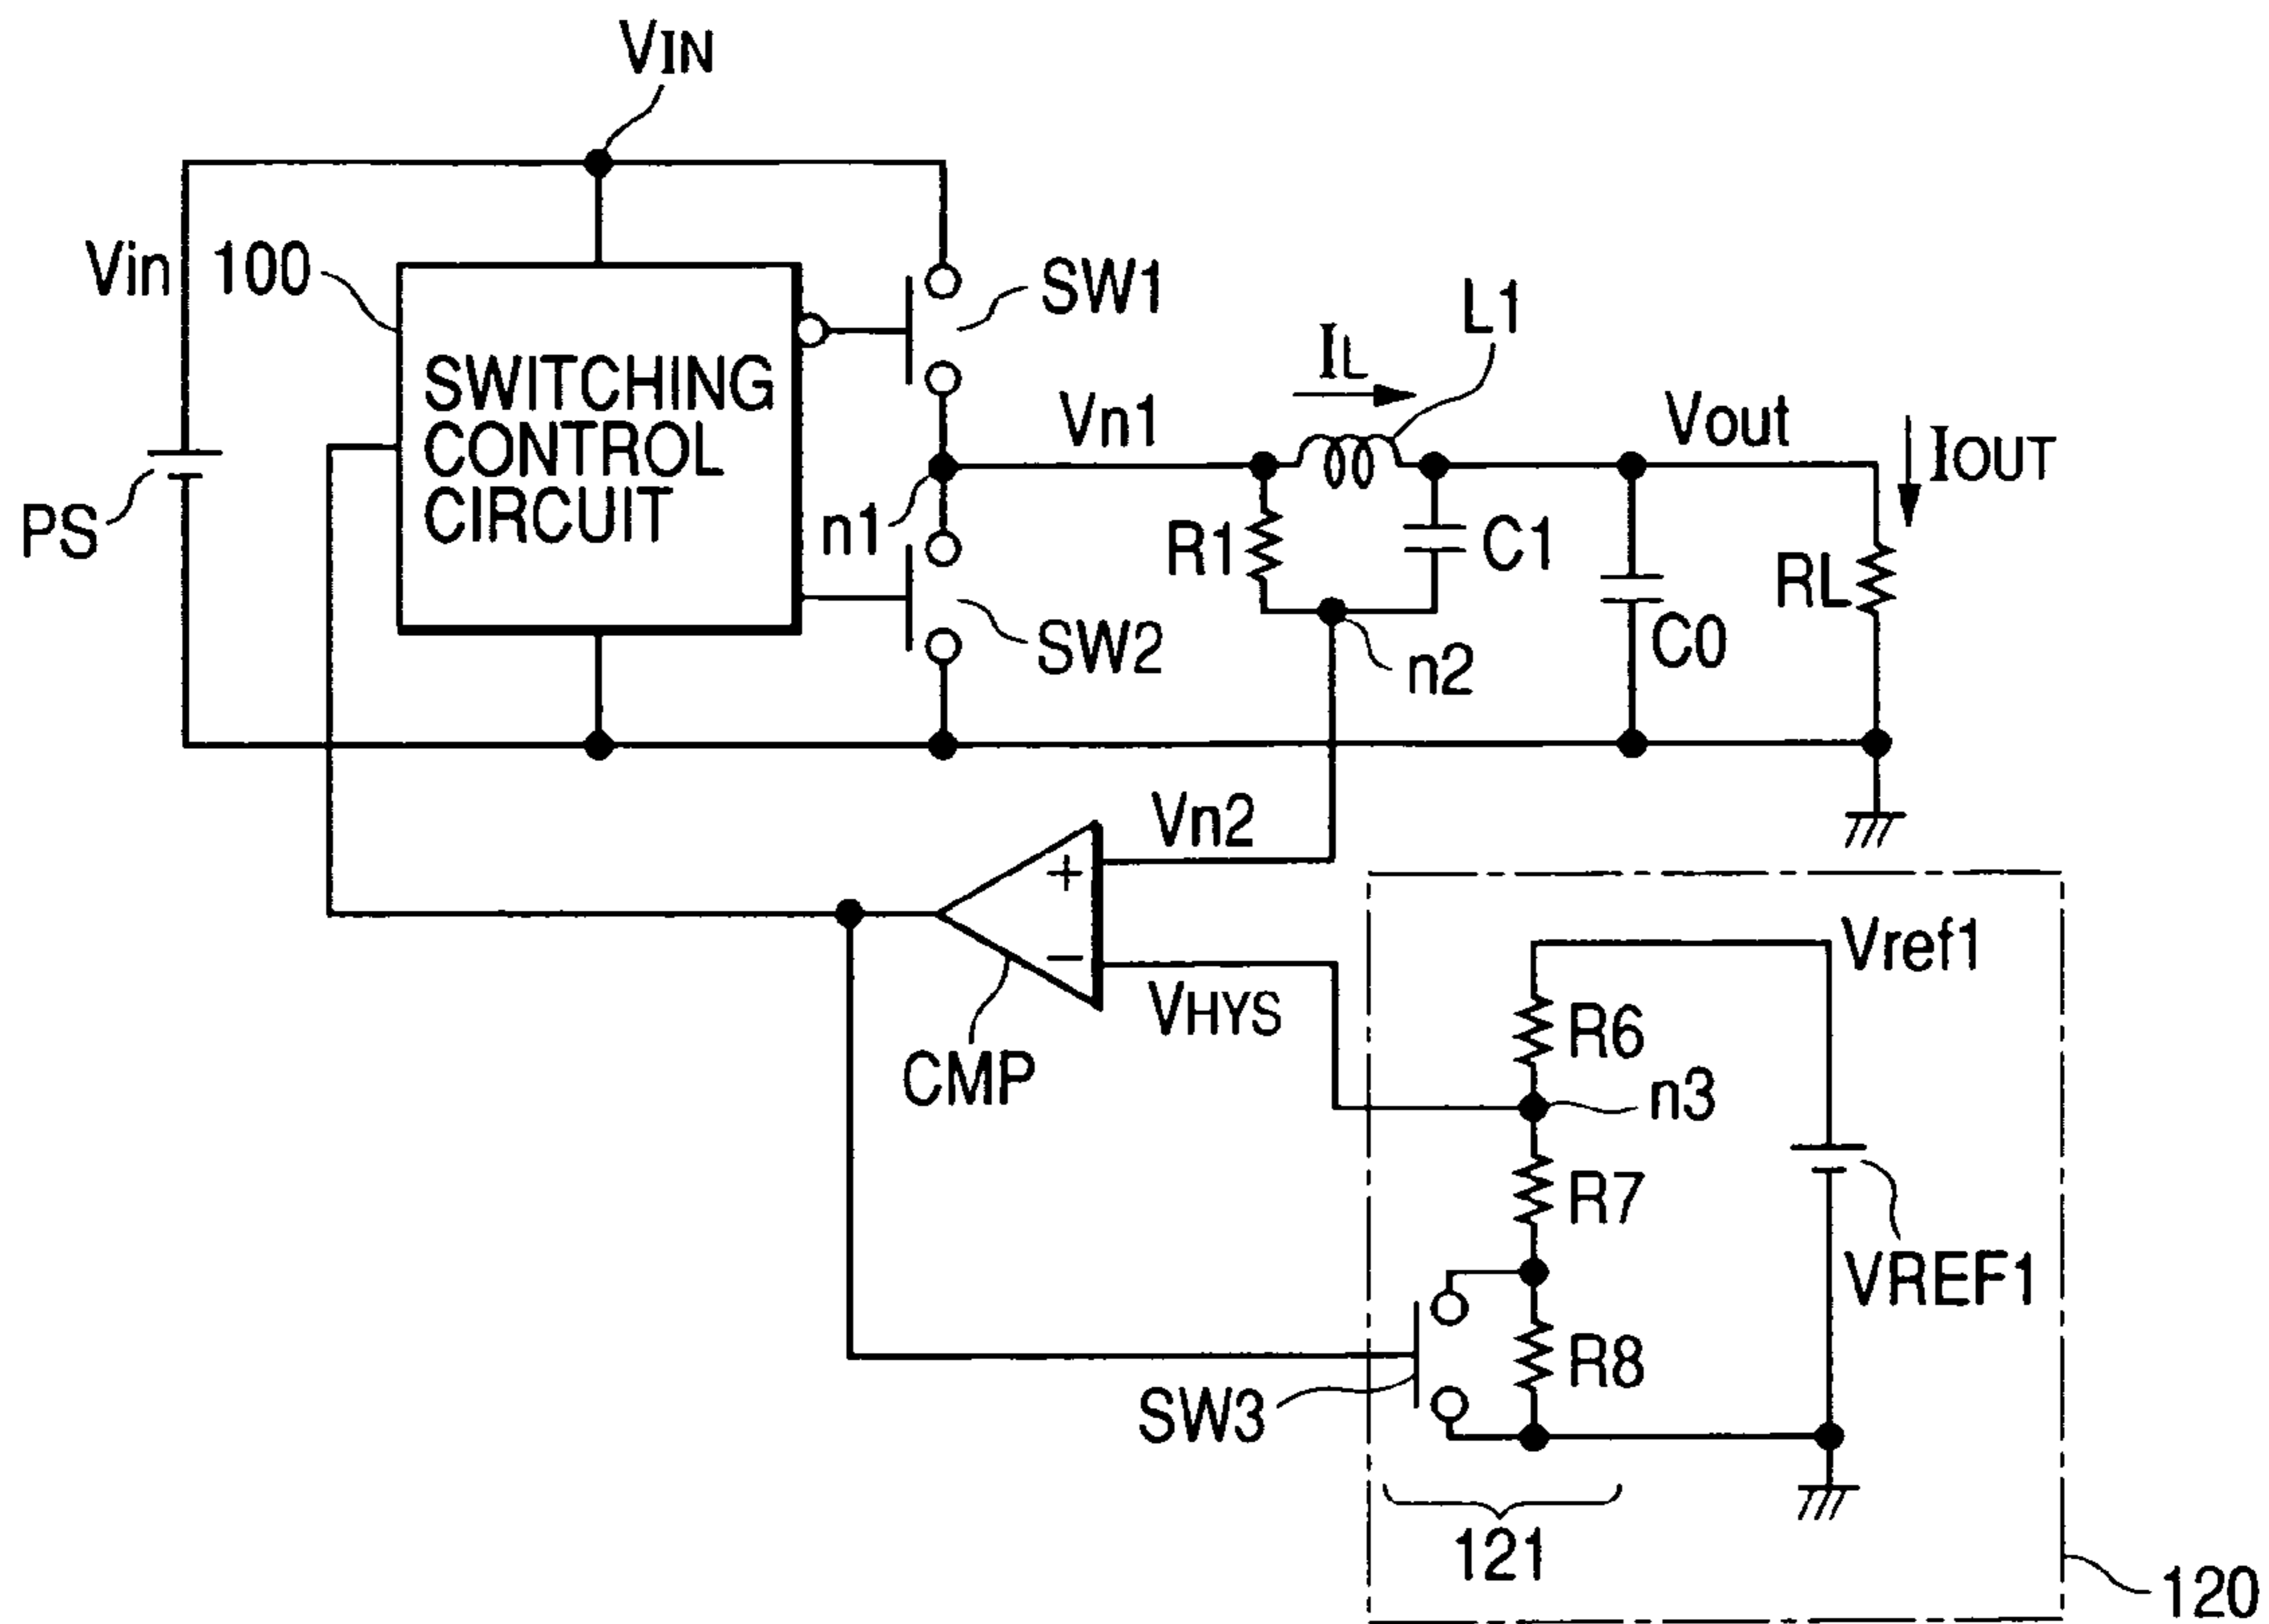 VIN
Vin
100
SW1
L1
SWITCHING
CONTROL
CIRCUIT
IL
Vn1
Vout
IOUT
PS
n1
R1
C1
RL
SW2
n2
C0
Vn2
+
−
Vref1
VHYS
R6
CMP
n3
R7
VREF1
R8
SW3
121
120